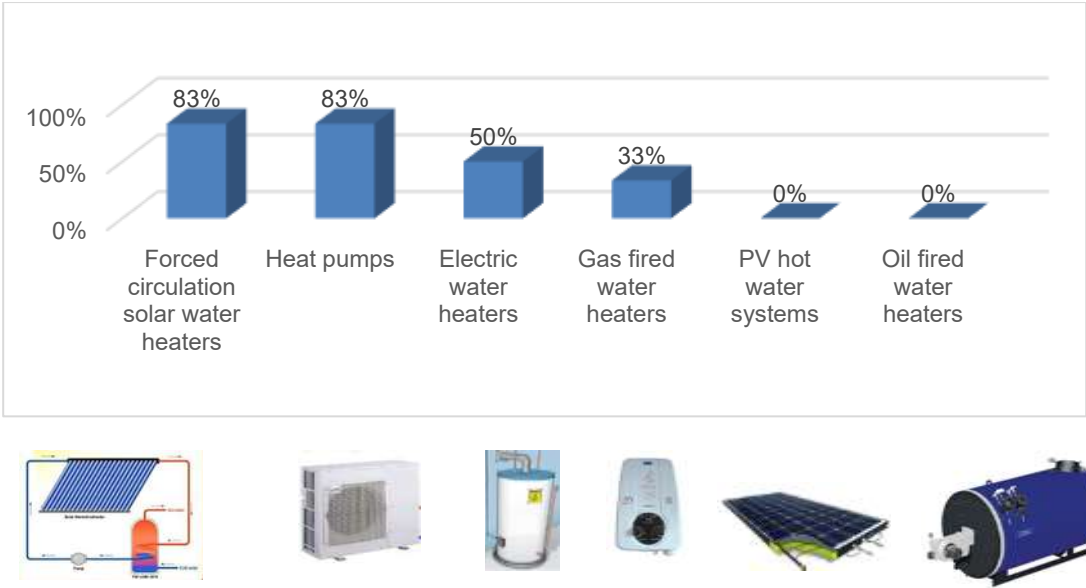 83%
83%
50%
33%
0%
0%
100%
50%
0%
Forced
circulation
solar water
heaters
Heat pumps
Electric
water
heaters
Gas fired
water
heaters
PV hot
water
systems
Oil fired
water
heaters